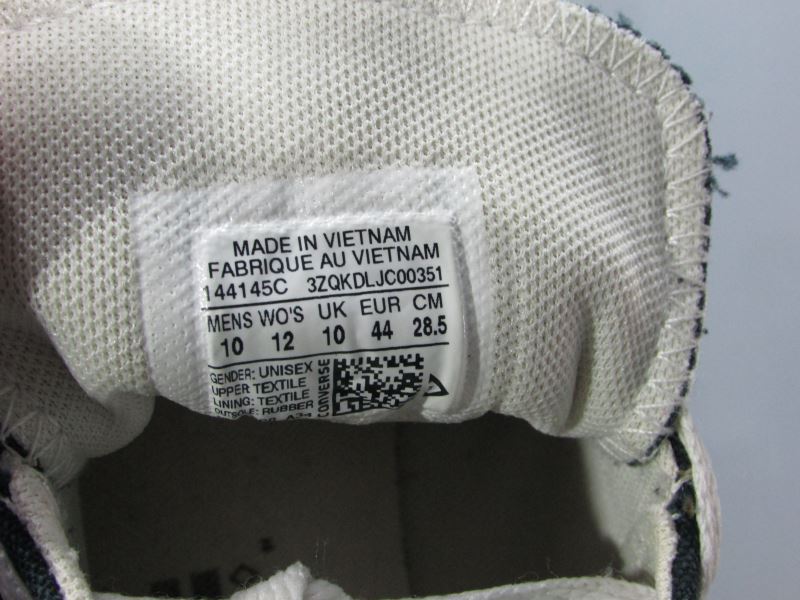 MADE IN VIETNAM
FABRIQUE AU VIETNAM
144145C 3ZQKDLJC00351
MENS WO'S UK EUR CM
10 12 10 44 28.5
GENDER: UNISEX
UPPER TEXTILE
LINING: TEXTILE
OUTSOLE: RUBBER
CONVERSE